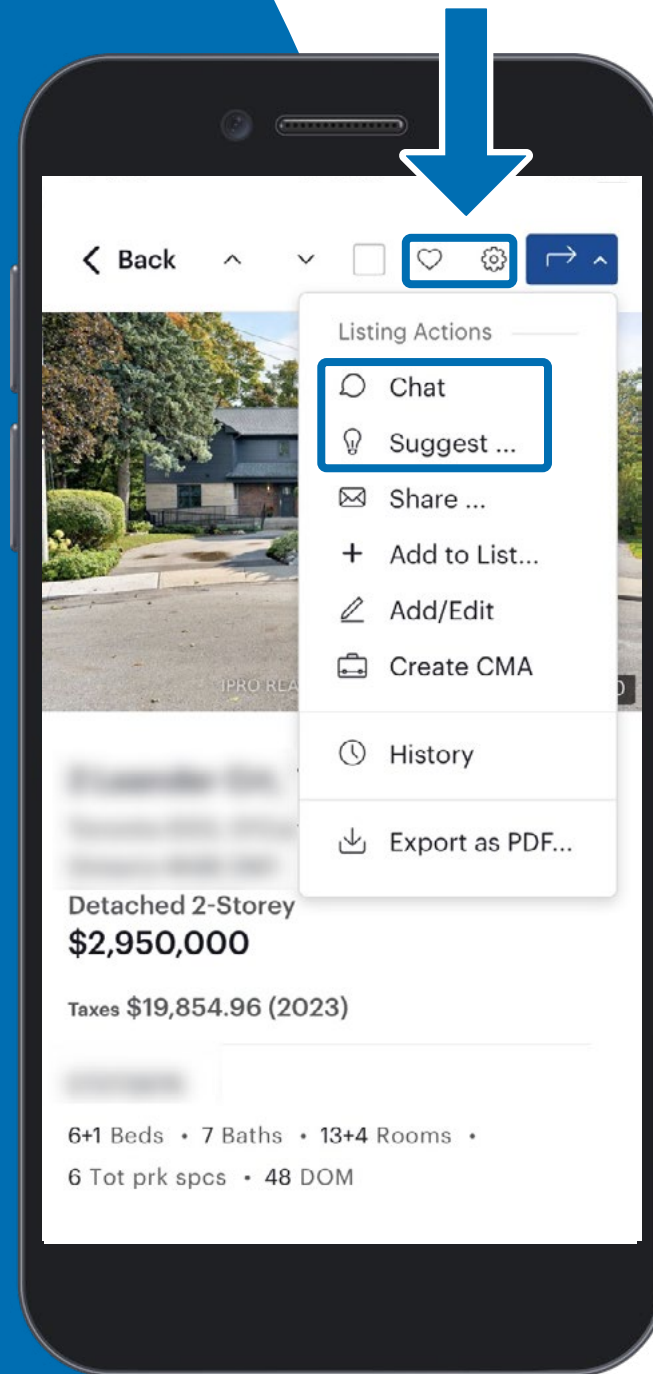 Back
Listing Actions
Chat
Suggest ...
Share ...
Add to List...
Add/Edit
Create CMA
IPRO
History
Export as PDF...
Detached 2-Storey
$2,950,000
Taxes $19,854.96 (2023)
6+1 Beds • 7 Baths • 13+4 Rooms •
6 Tot prk spcs • 48 DOM